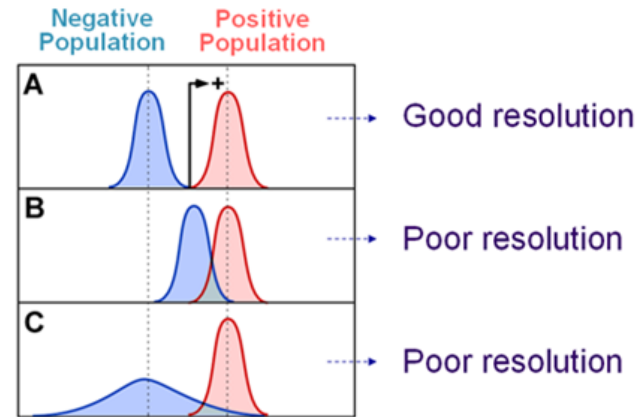 Negative Population
Positive Population
A
+
Good resolution
B
Poor resolution
C
Poor resolution